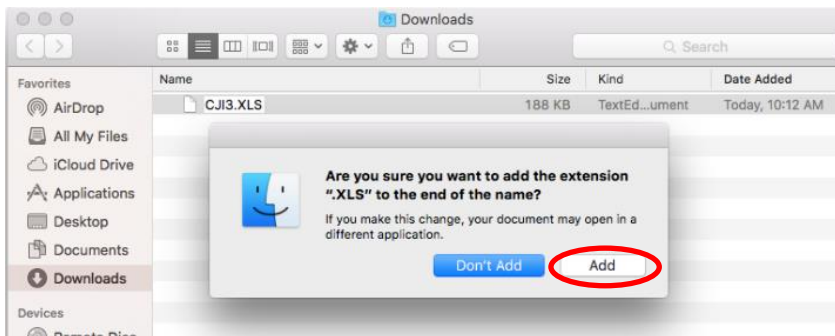 Downloads
Search
Favorites
Name Size Kind Date Added
AirDrop
CJI3.XLS 188 KB TextEd...ument Today, 10:12 AM
All My Files
iCloud Drive
Applications
Desktop
Documents
Downloads
Devices
Remote Disc
Are you sure you want to add the extension
“.XLS” to the end of the name?
If you make this change, your document may open in a
different application.
Don't Add Add